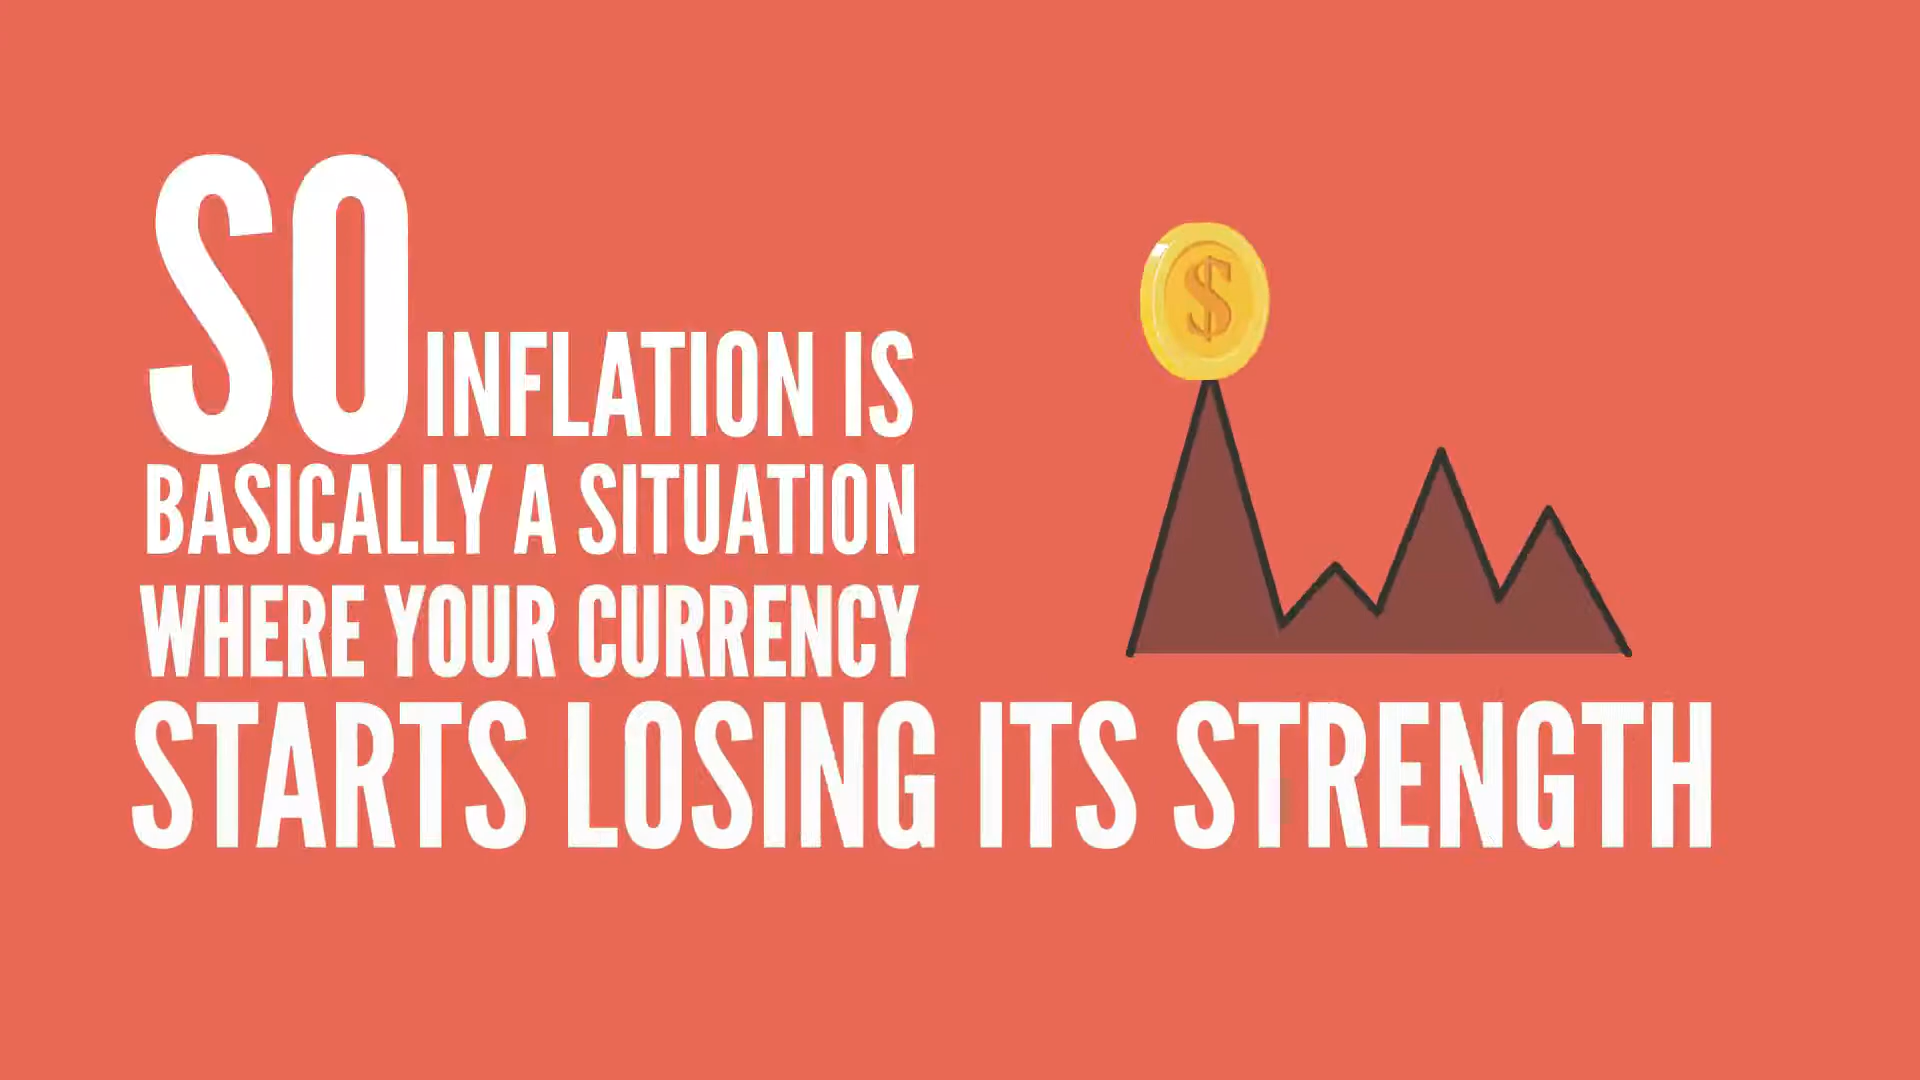 SO INFLATION IS
BASICALLY A SITUATION
WHERE YOUR CURRENCY
STARTS LOSING ITS STRENGTH
$